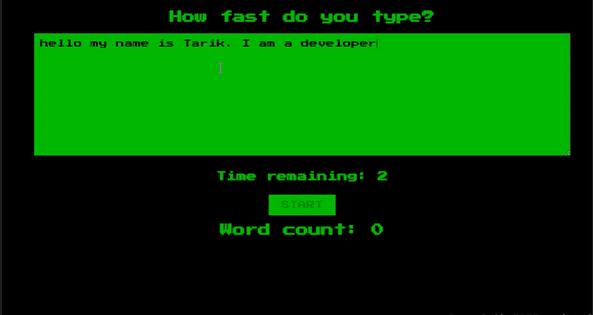 How fast do you type?
hello my name is Tarik. I am a developer
Time remaining: 2
START
Word count: 0